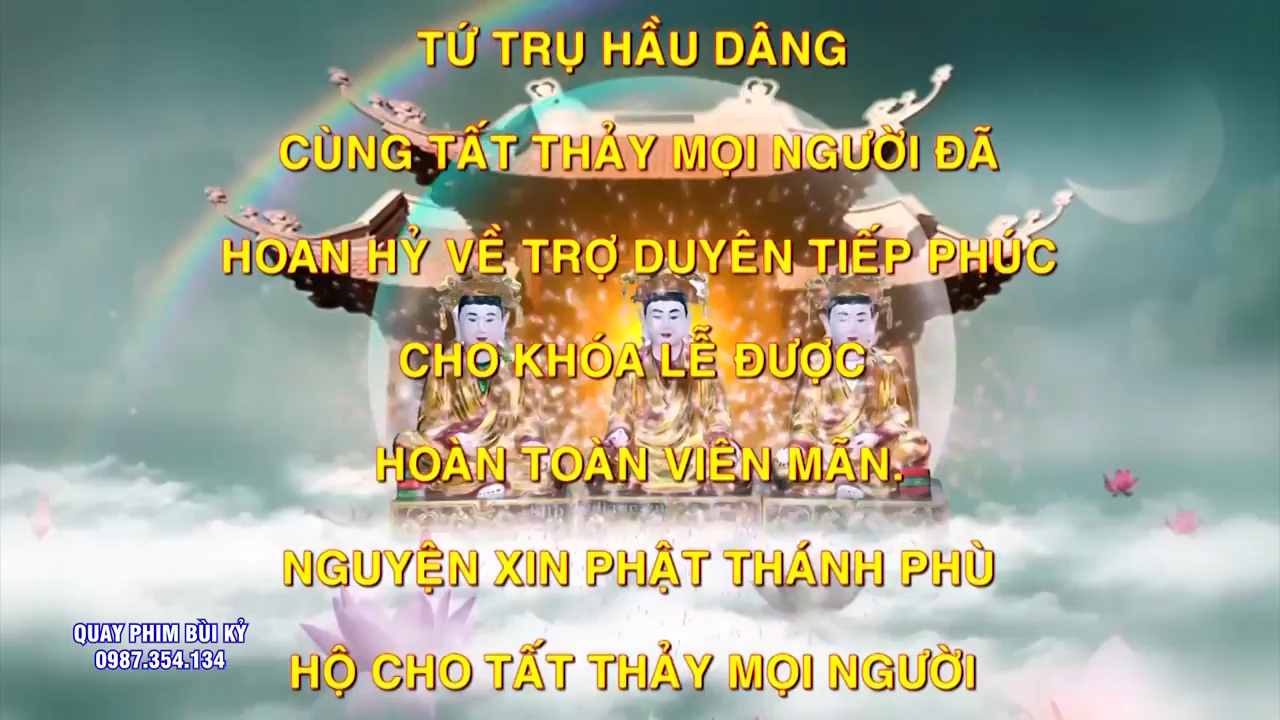 TỨ TRỤ HẦU DÂNG
CÙNG TẤT THẢY MỌI NGƯỜI ĐÃ
HOAN HỶ VỀ TRỢ DUYÊN TIẾP PHÚC
CHO KHÓA LỄ ĐƯỢC
HOÀN TOÀN VIÊN MÃN.
NGUYỆN XIN PHẬT THÁNH PHÙ
HỘ CHO TẤT THẢY MỌI NGƯỜI
QUAY PHIM BÙI KỶ
0987.354.134